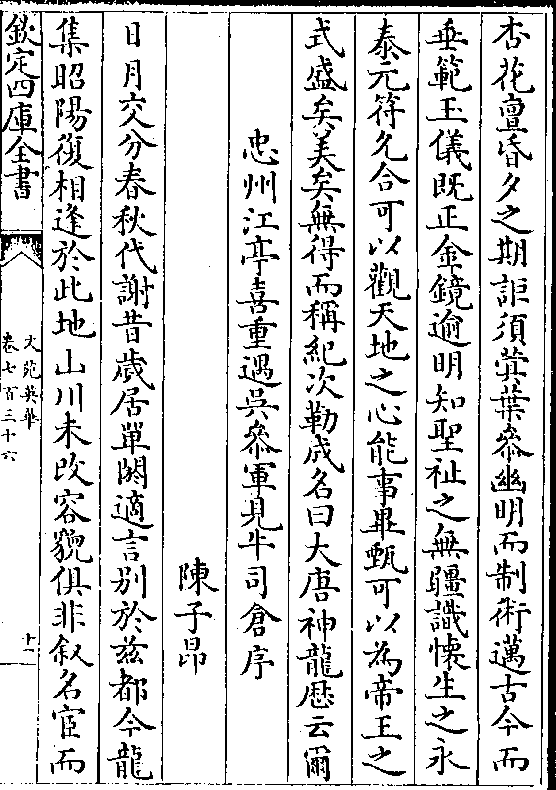 杏花亶昏夕之期詎須蓂葉叅幽明而制術邁古今而
垂範玉儀既正金鏡逾明知聖祉之無疆識懐生之永
泰元符允合可以觀天地之心能事畢甄可以為帝王之
式盛矣美矣無得而稱紀次勒成名曰大唐神龍歴云爾
忠州江亭喜重遇吳叅軍見牛司倉序
陳子昂
日月交分春秋代謝昔嵗居單閼適言别於兹都今龍
集昭陽復相逢於此地山川未改容貌俱非叙名宦而
欽定四庫全書
文苑英華
卷七百三十六
十一